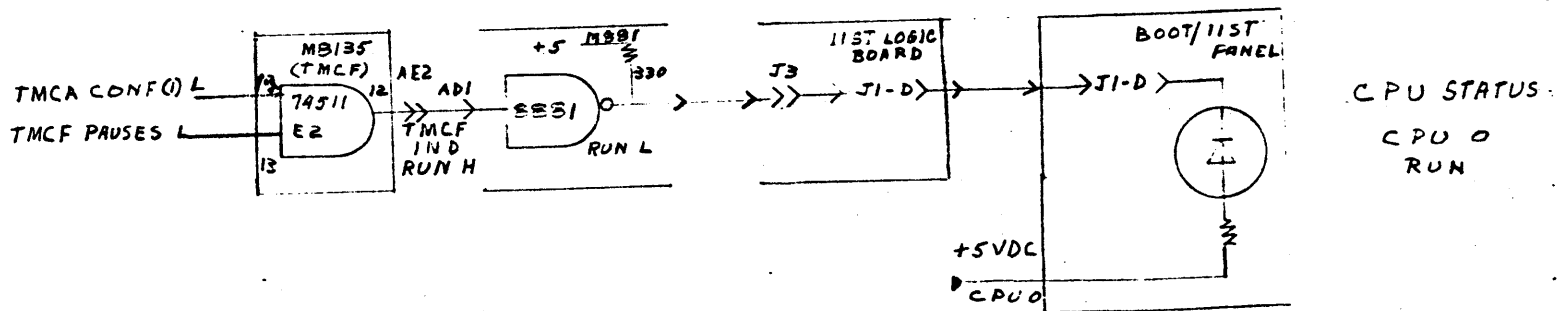 TMCA CONF(1) L
TMCF PAUSES L
M8135
(TMCF)
12
74S11
E2
13
AE2
AD1
TMCF
IND
RUN H
+5
330
8881
RUN L
11ST LOGIC
BOARD
J3
J1-D
BOOT/11ST
PANEL
J1-D
+5VDC
CPU 0
CPU STATUS
CPU 0
RUN